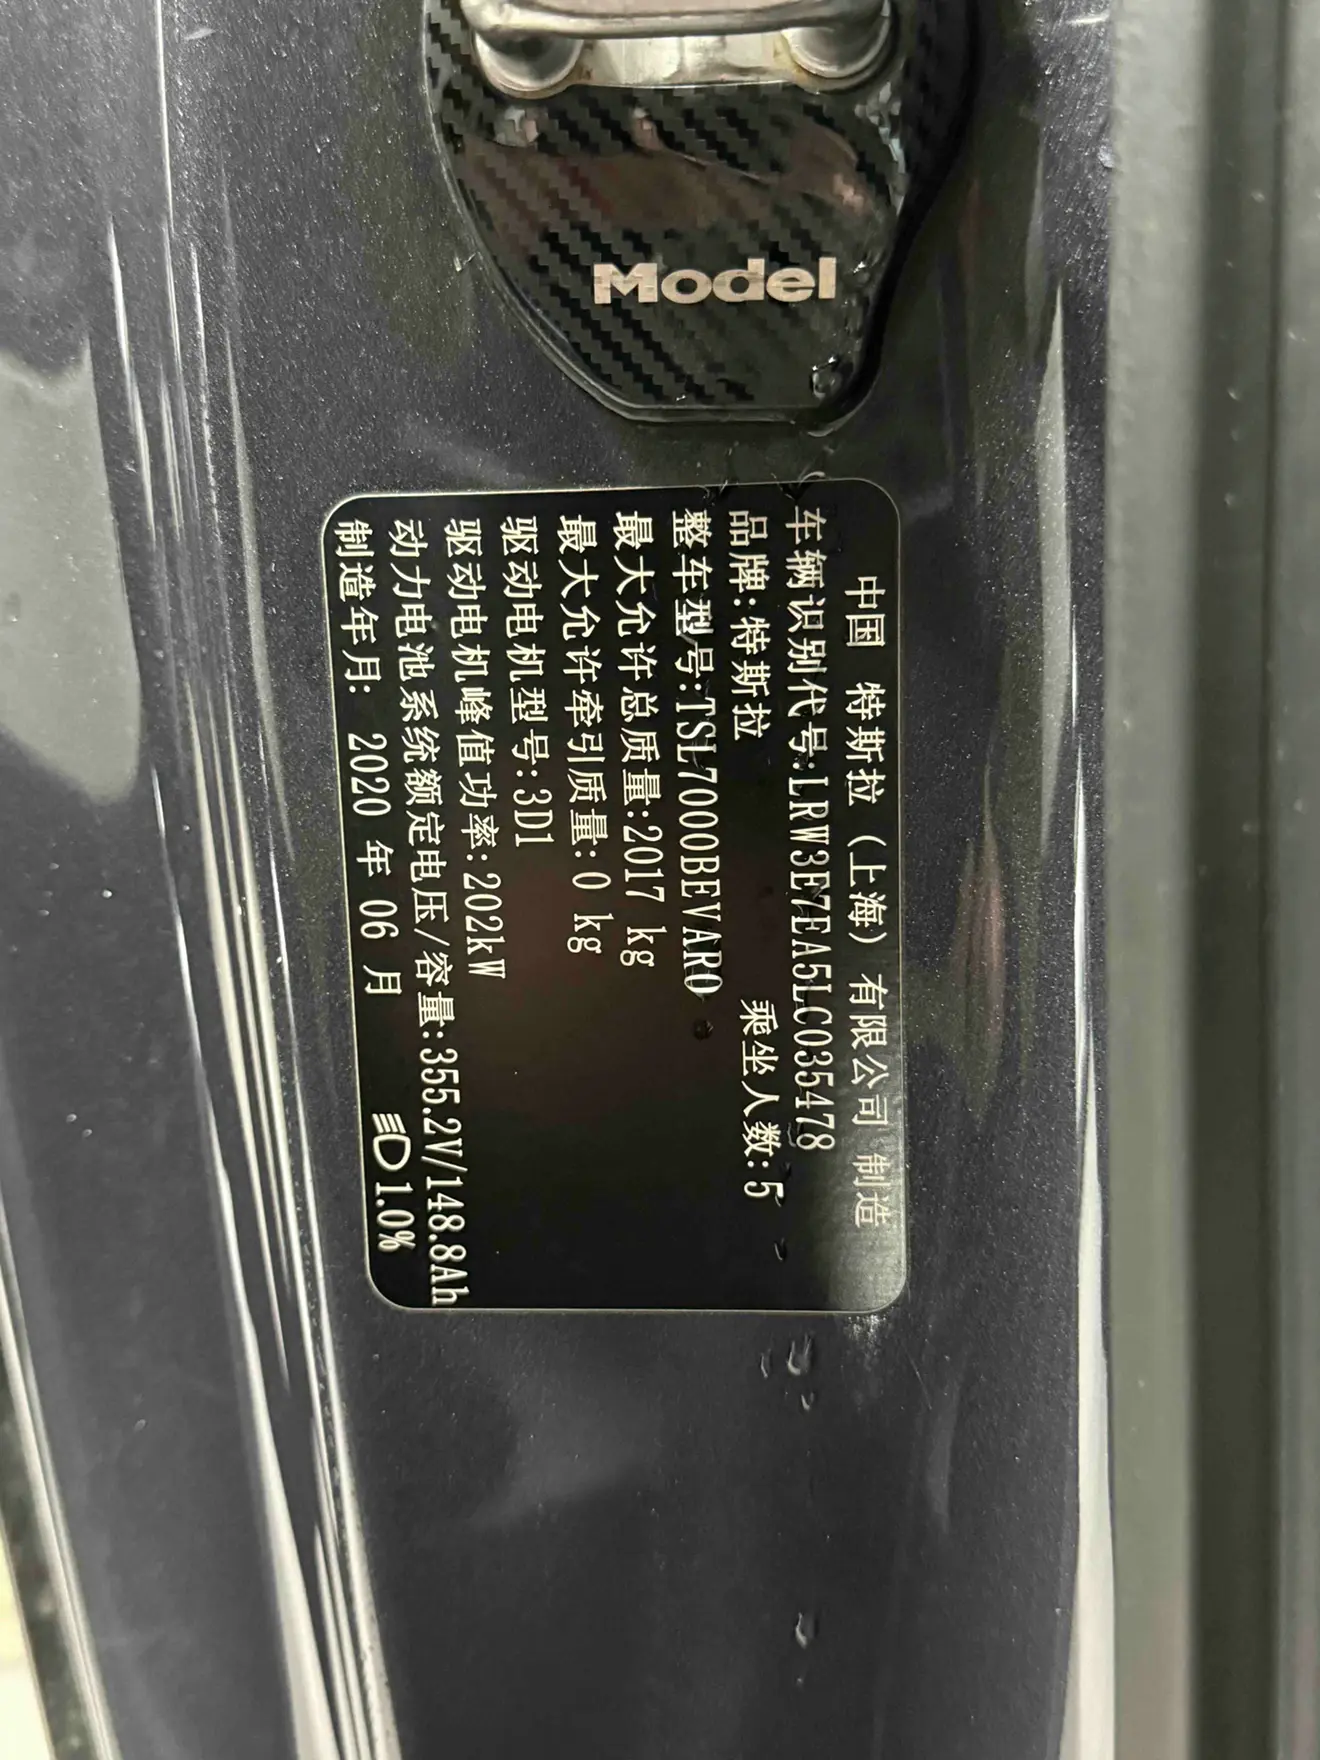 Model
中国 特斯拉（上海）有限公司 制造
车辆识别代号:LRW3E7EA5LC035478
品牌:特斯拉 乘坐人数:5
整车型号:TSL7000BEVAR0
最大允许总质量:2017 kg
最大允许牵引质量:0 kg
驱动电机型号:3D1
驱动电机峰值功率:202kW
动力电池系统额定电压/容量:355.2V/148.8Ah
制造年月: 2020 年 06 月 1.0%